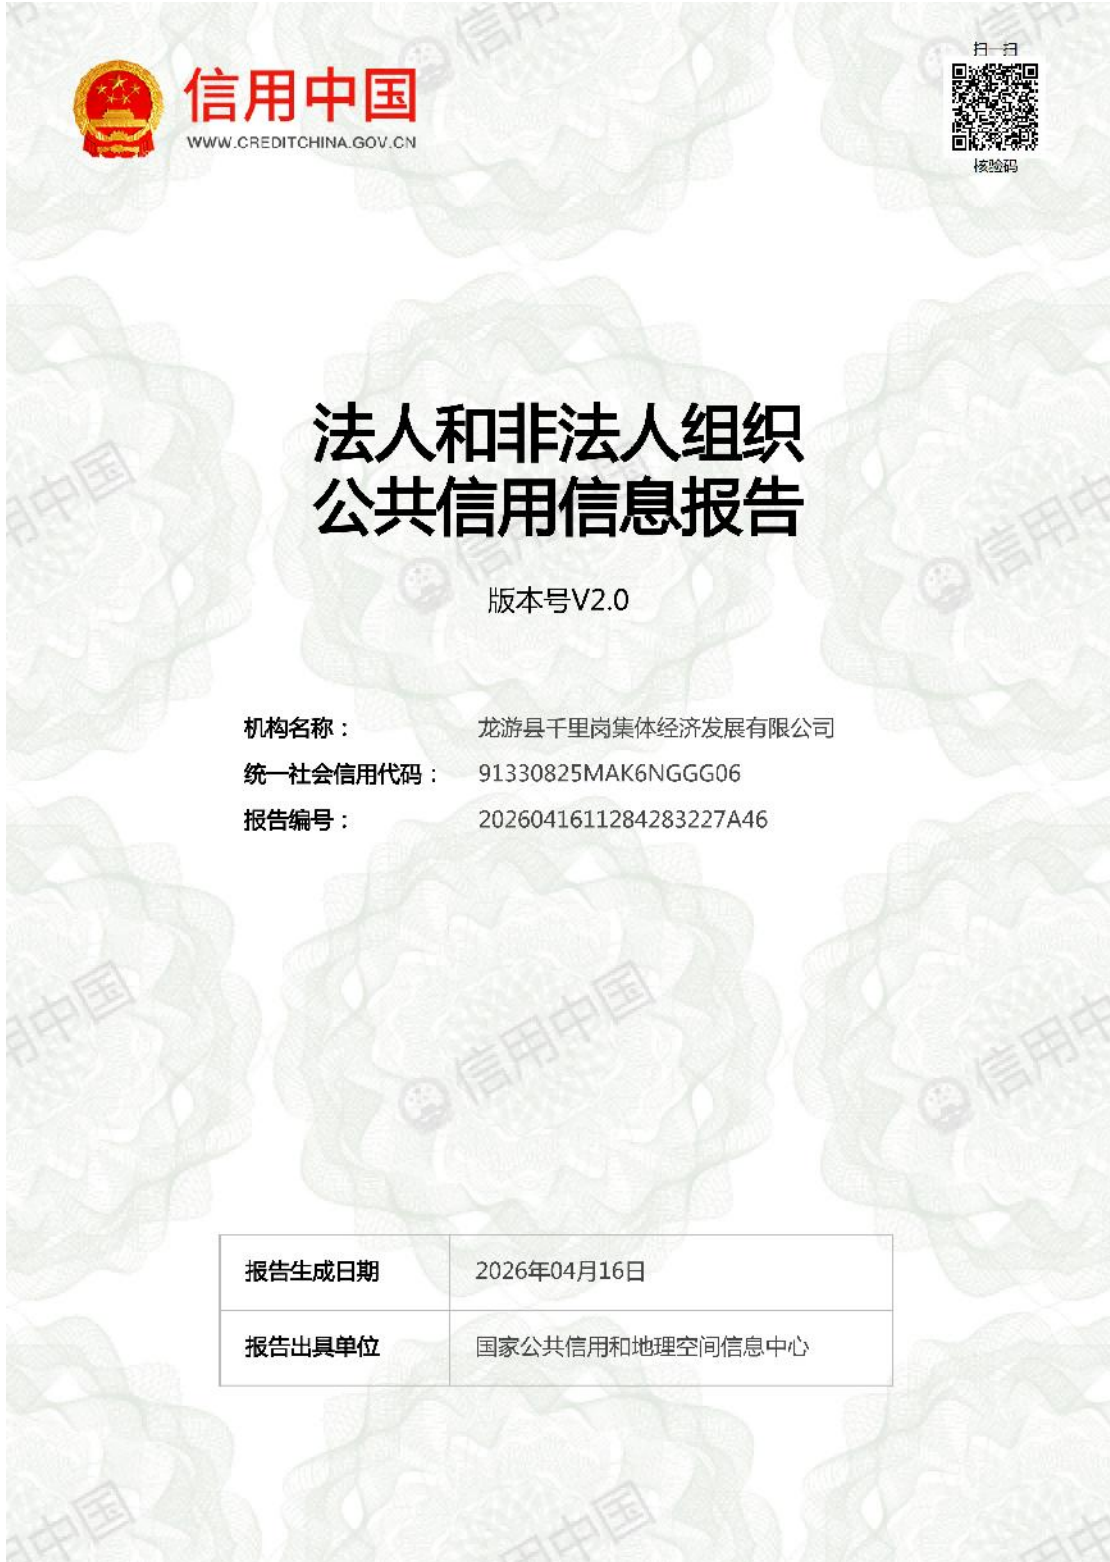 扫一扫
信用中国
WWW.CREDITCHINA.GOV.CN
核验码
法人和非法人组织
公共信用信息报告
版本号V2.0
机构名称： 龙游县千里岗集体经济发展有限公司
统一社会信用代码： 91330825MAK6NGGG06
报告编号： 2026041611284283227A46
报告生成日期 2026年04月16日
报告出具单位 国家公共信用和地理空间信息中心